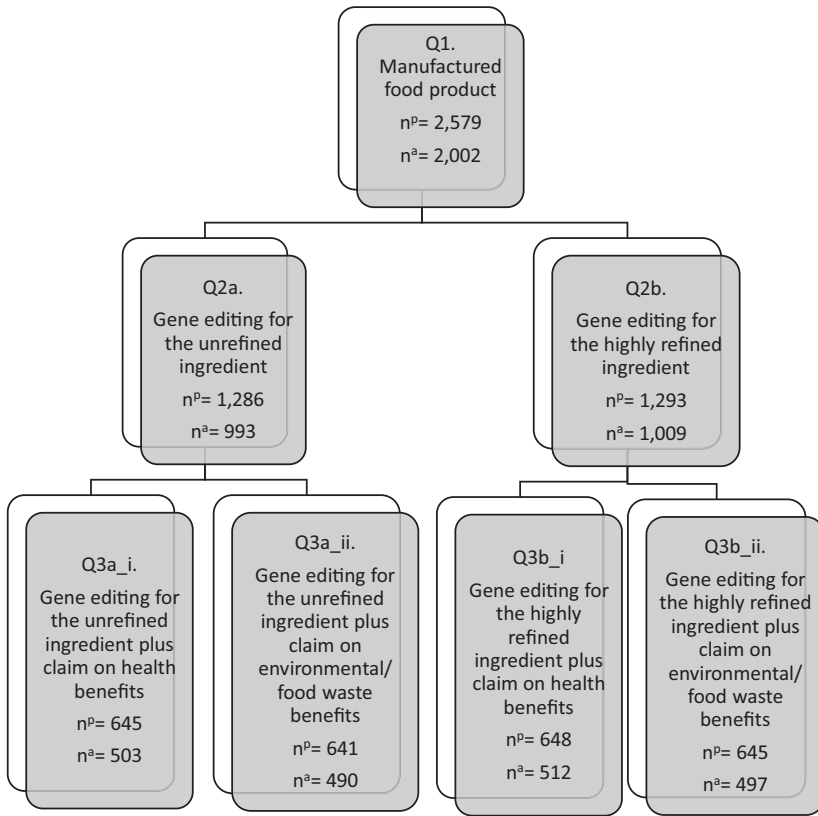 Q1.
Manufactured
food product
nᵖ= 2,579
nᵃ= 2,002
Q2a.
Gene editing for
the unrefined
ingredient
nᵖ= 1,286
nᵃ= 993
Q2b.
Gene editing for
the highly refined
ingredient
nᵖ= 1,293
nᵃ= 1,009
Q3a_i.
Gene editing for
the unrefined
ingredient plus
claim on health
benefits
nᵖ= 645
nᵃ= 503
Q3a_ii.
Gene editing for
the unrefined
ingredient plus
claim on
environmental/
food waste
benefits
nᵖ= 641
nᵃ= 490
Q3b_i
Gene editing for
the highly
refined
ingredient plus
claim on health
benefits
nᵖ= 648
nᵃ= 512
Q3b_ii.
Gene editing for
the highly refined
ingredient plus
claim on
environmental/
food waste
benefits
nᵖ= 645
nᵃ= 497